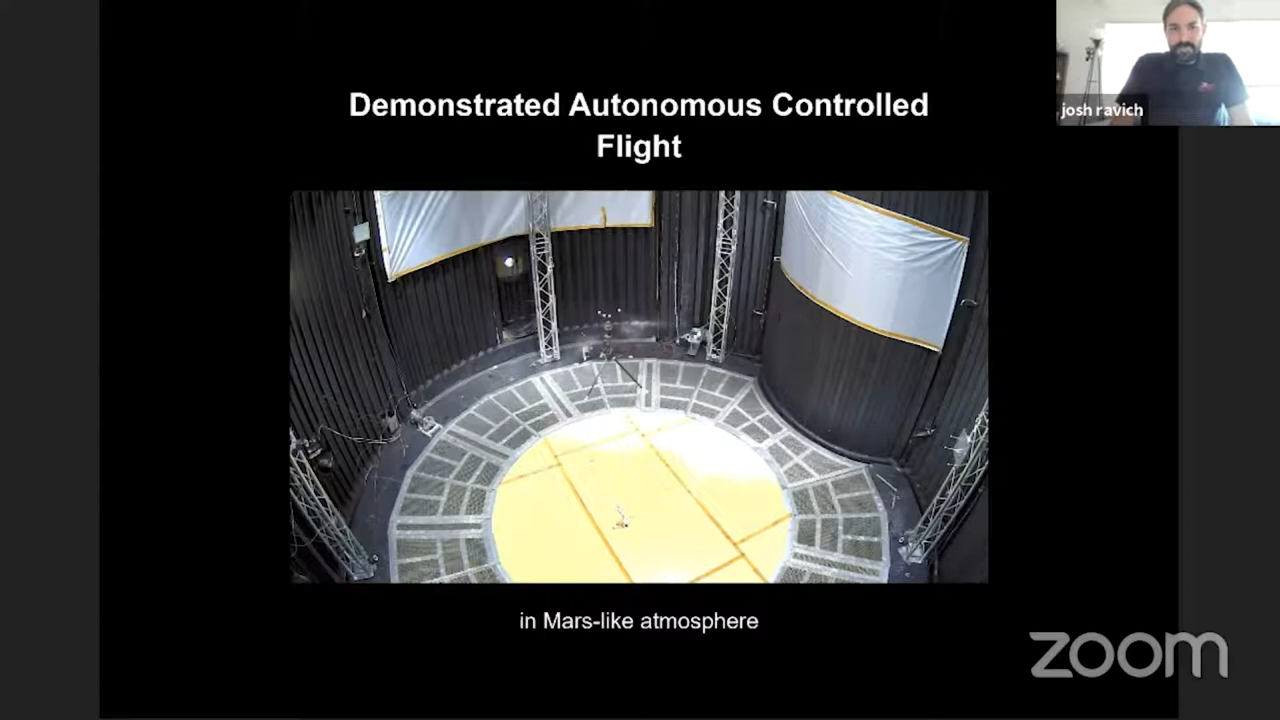 josh ravich
Demonstrated Autonomous Controlled
Flight
in Mars-like atmosphere
zoom